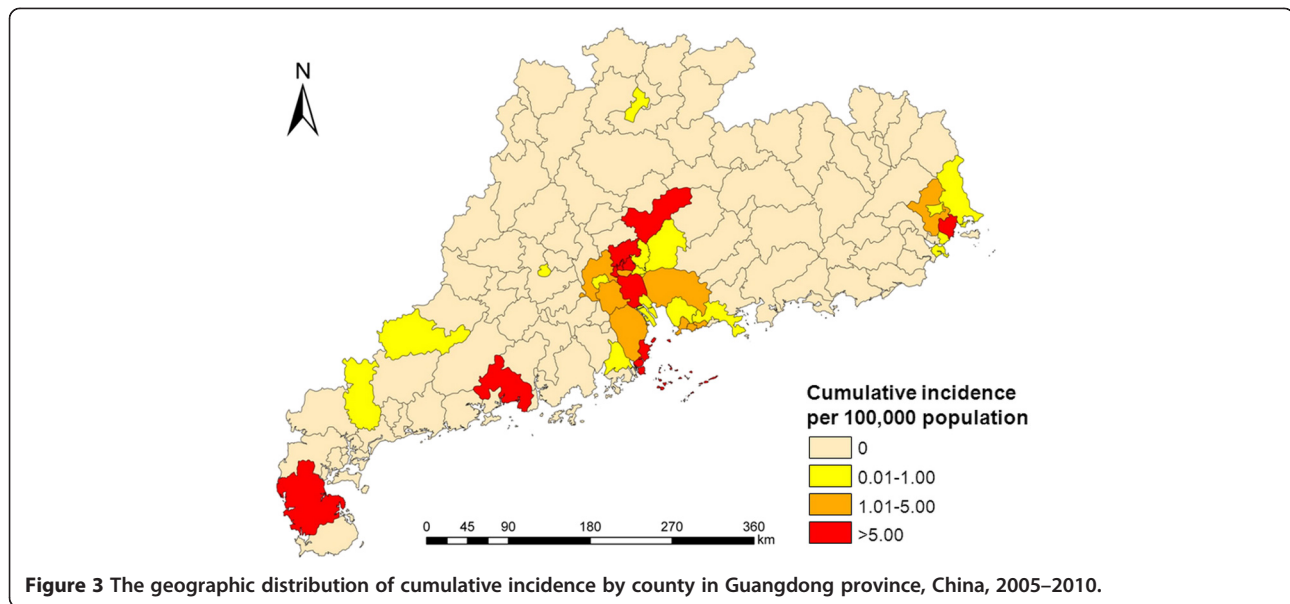 N
Cumulative incidence
per 100,000 population
0
0.01-1.00
1.01-5.00
>5.00
0 45 90 180 270 360
km
Figure 3 The geographic distribution of cumulative incidence by county in Guangdong province, China, 2005–2010.